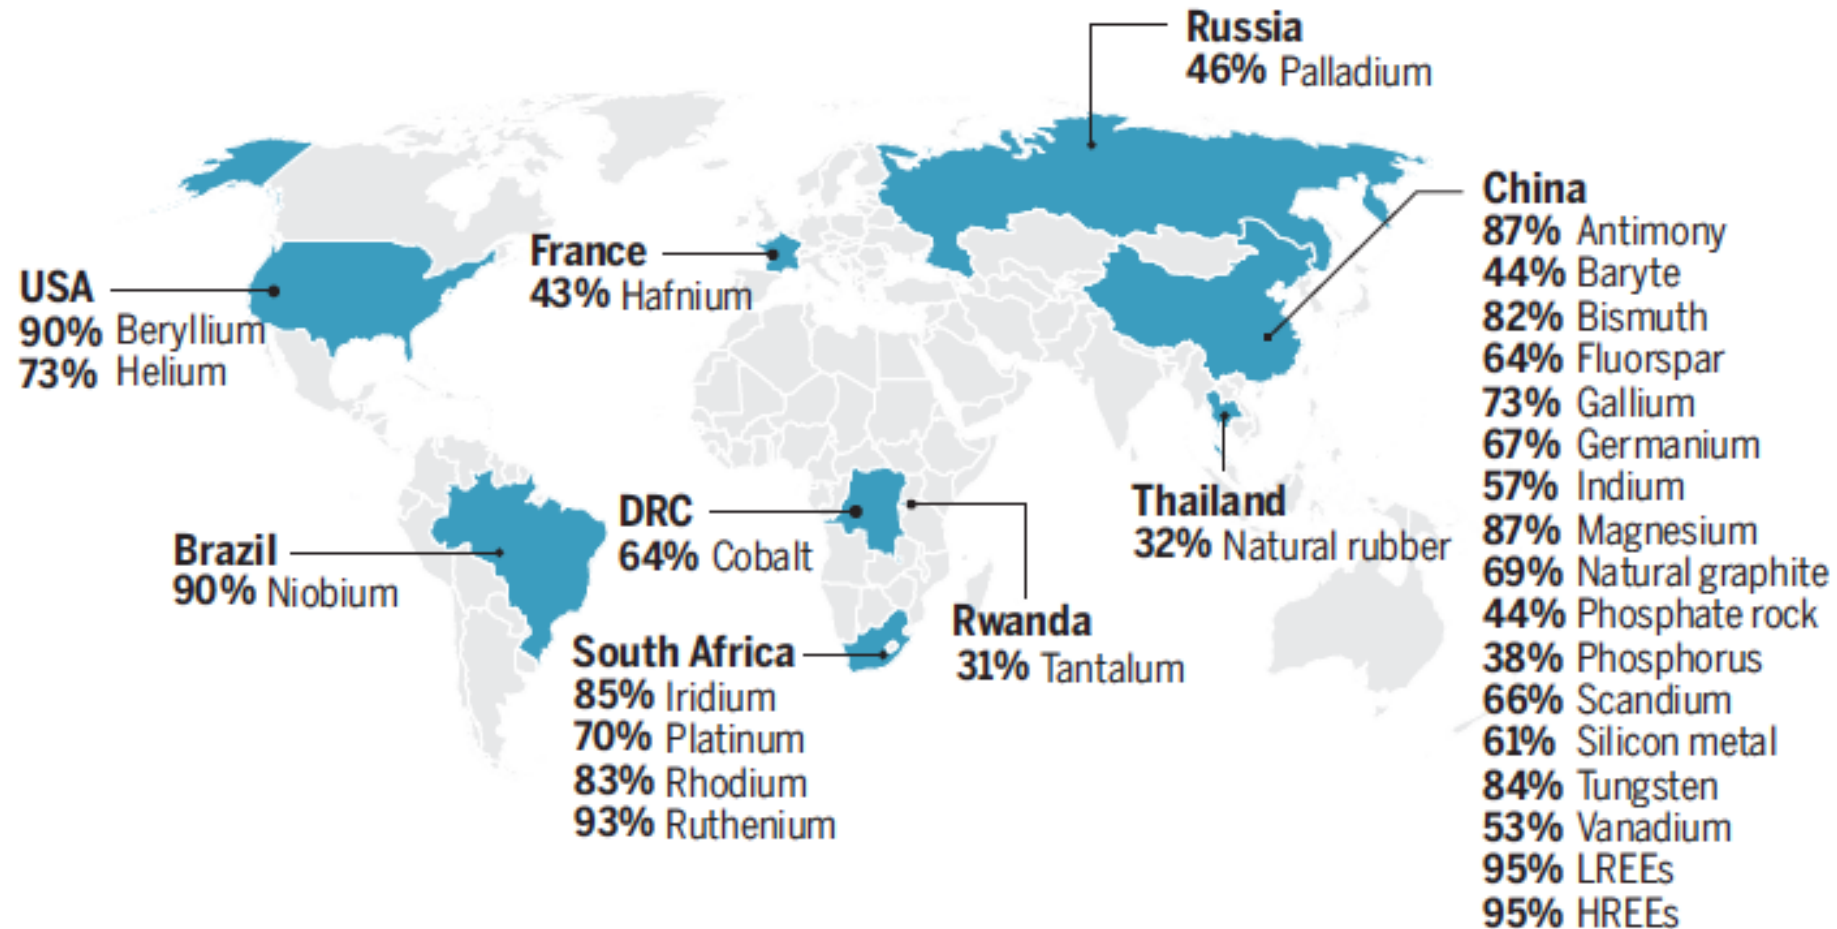 Russia
46% Palladium
China
87% Antimony
44% Baryte
82% Bismuth
64% Fluorspar
73% Gallium
67% Germanium
57% Indium
87% Magnesium
69% Natural graphite
44% Phosphate rock
38% Phosphorus
66% Scandium
61% Silicon metal
84% Tungsten
53% Vanadium
95% LREEs
95% HREEs
France
43% Hafnium
USA
90% Beryllium
73% Helium
Thailand
32% Natural rubber
DRC
64% Cobalt
Brazil
90% Niobium
Rwanda
31% Tantalum
South Africa
85% Iridium
70% Platinum
83% Rhodium
93% Ruthenium